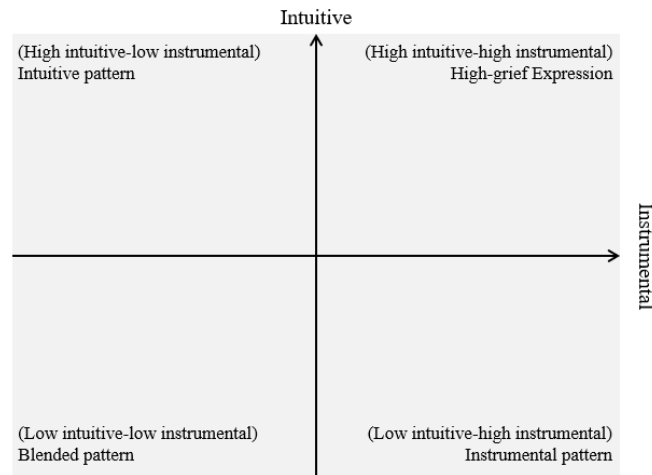 Intuitive
(High intuitive-low instrumental)
Intuitive pattern
(High intuitive-high instrumental)
High-grief Expression
Instrumental
(Low intuitive-low instrumental)
Blended pattern
(Low intuitive-high instrumental)
Instrumental pattern